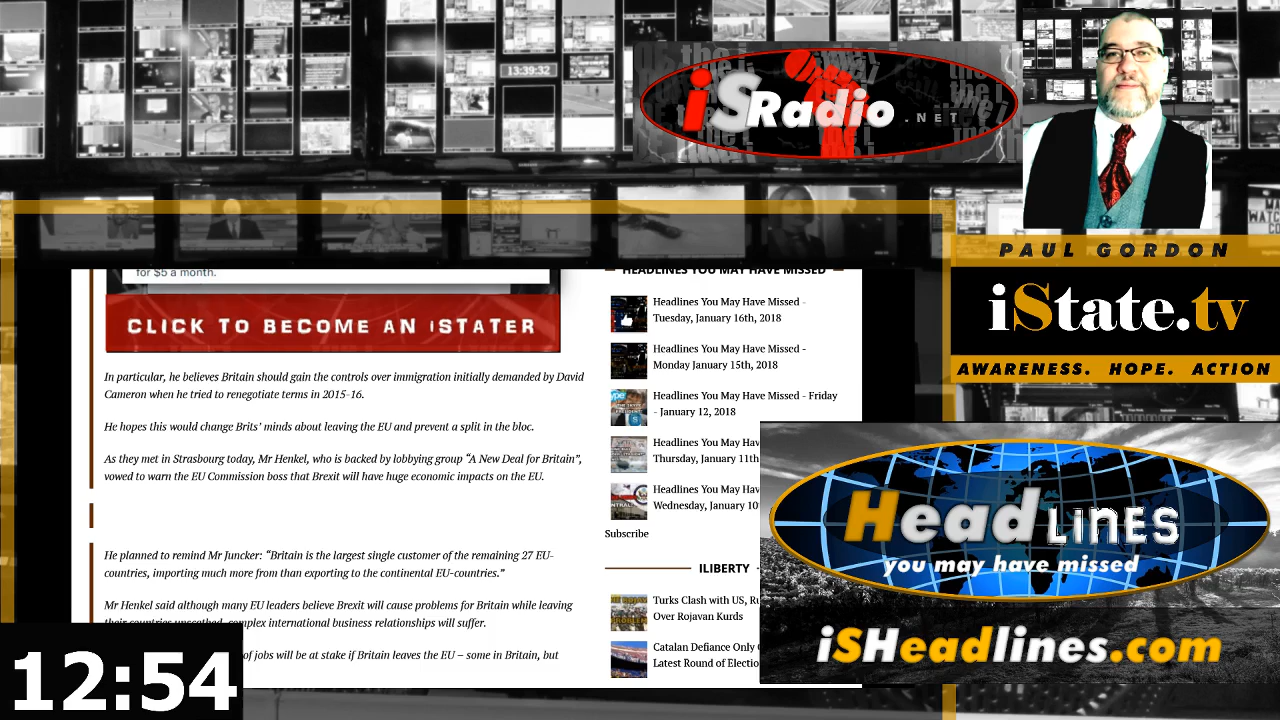 13:39:32
iSRadio.NET
PAUL GORDON
iState.tv
AWARENESS. HOPE. ACTION
for $5 a month.
CLICK TO BECOME AN ISTATER
In particular, he believes Britain should gain the controls over immigration initially demanded by David
Cameron when he tried to renegotiate terms in 2015-16.
He hopes this would change Brits' minds about leaving the EU and prevent a split in the bloc.
As they met in Strasbourg today, Mr Henkel, who is backed by lobbying group “A New Deal for Britain”,
vowed to warn the EU Commission boss that Brexit will have huge economic impacts on the EU.
He planned to remind Mr Juncker: “Britain is the largest single customer of the remaining 27 EU-
countries, importing much more from than exporting to the continental EU-countries.”
Mr Henkel said although many EU leaders believe Brexit will cause problems for Britain while leaving
their countries unscathed, complex international business relationships will suffer.
of jobs will be at stake if Britain leaves the EU – some in Britain, but
HEADLINES YOU MAY HAVE MISSED
Headlines You May Have Missed -
Tuesday, January 16th, 2018
Headlines You May Have Missed -
Monday January 15th, 2018
Headlines You May Have Missed - Friday
- January 12, 2018
Headlines You May Hav
Thursday, January 11th
Headlines You May Hav
Wednesday, January 10
Subscribe
ILIBERTY
Turks Clash with US, R
Over Rojavan Kurds
Catalan Defiance Only
Latest Round of Electio
HeadLINES
you may have missed
iSHeadlines.com
12:54